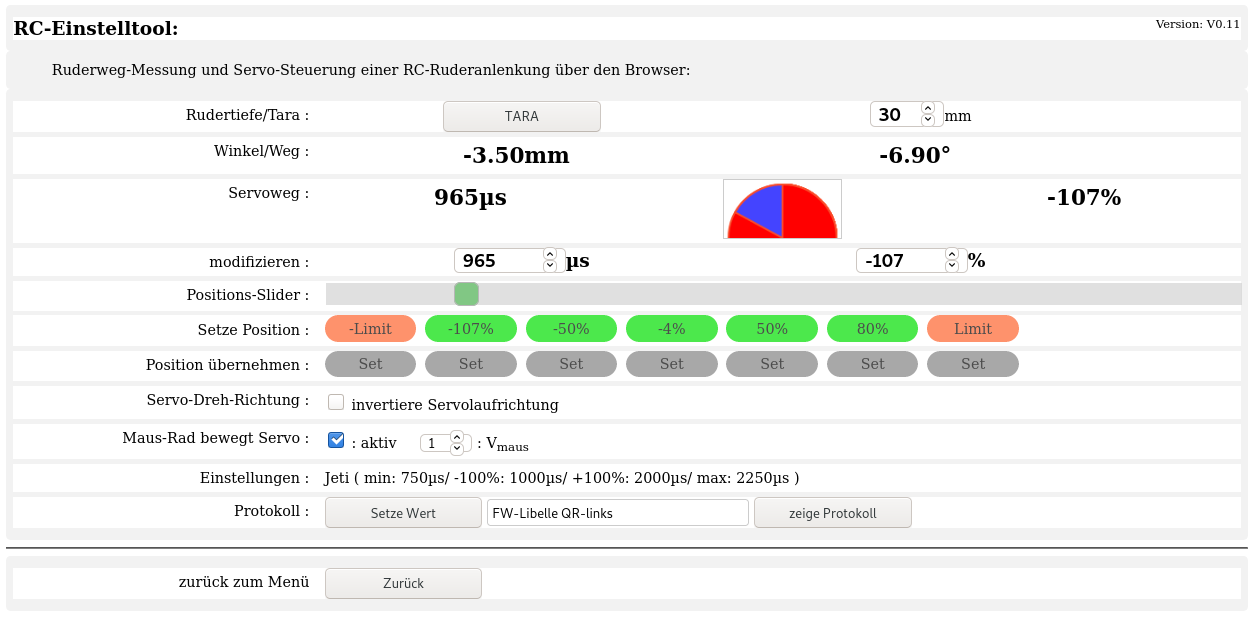 RC-Einstelltool:
Version: V0.11
Ruderweg-Messung und Servo-Steuerung einer RC-Ruderanlenkung über den Browser:
Rudertiefe/Tara : TARA 30 mm
Winkel/Weg : -3.50mm -6.90°
Servoweg : 965µs -107%
modifizieren : 965 µs -107 %
Positions-Slider :
Setze Position : -Limit -107% -50% -4% 50% 80% Limit
Position übernehmen : Set Set Set Set Set Set Set
Servo-Dreh-Richtung : invertiere Servolaufrichtung
Maus-Rad bewegt Servo : : aktiv 1 : Vmaus
Einstellungen : Jeti ( min: 750µs/ -100%: 1000µs/ +100%: 2000µs/ max: 2250µs )
Protokoll : Setze Wert FW-Libelle QR-links zeige Protokoll
zurück zum Menü Zurück